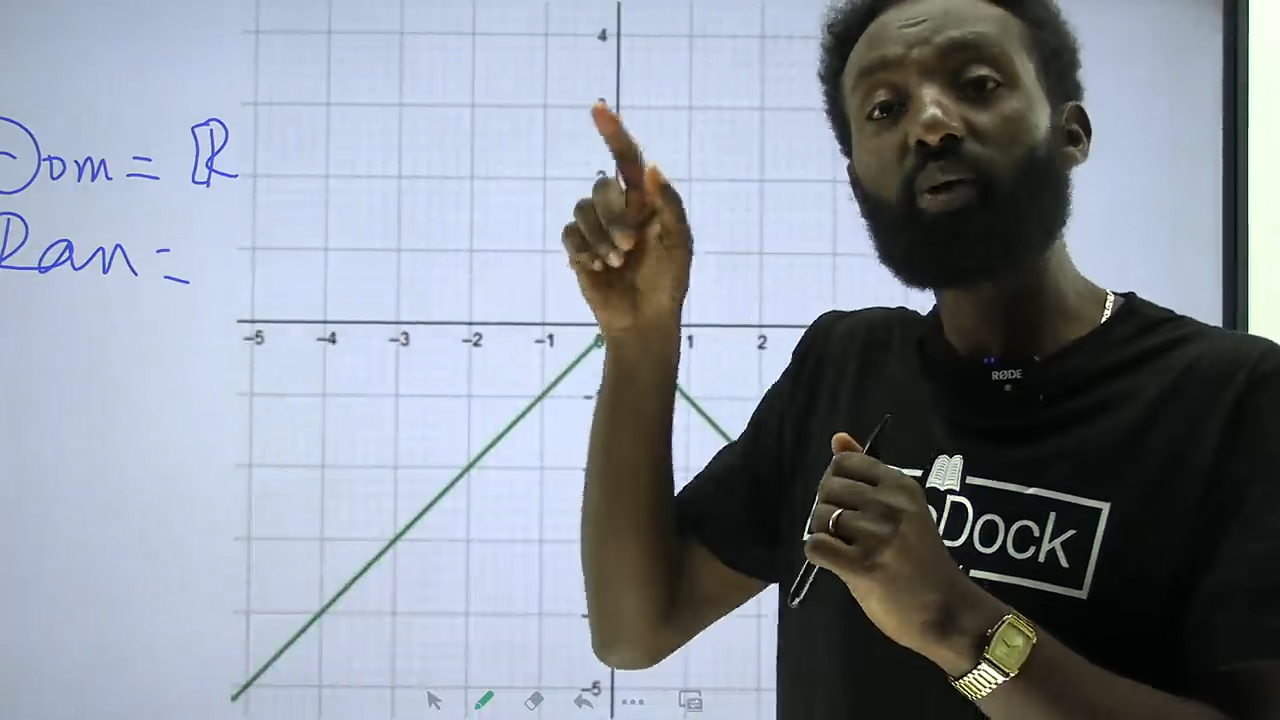 Dom = ℝ
Ran =
4
-5 -4 -3 -2 -1 1 2
-5
RØDE
Dock